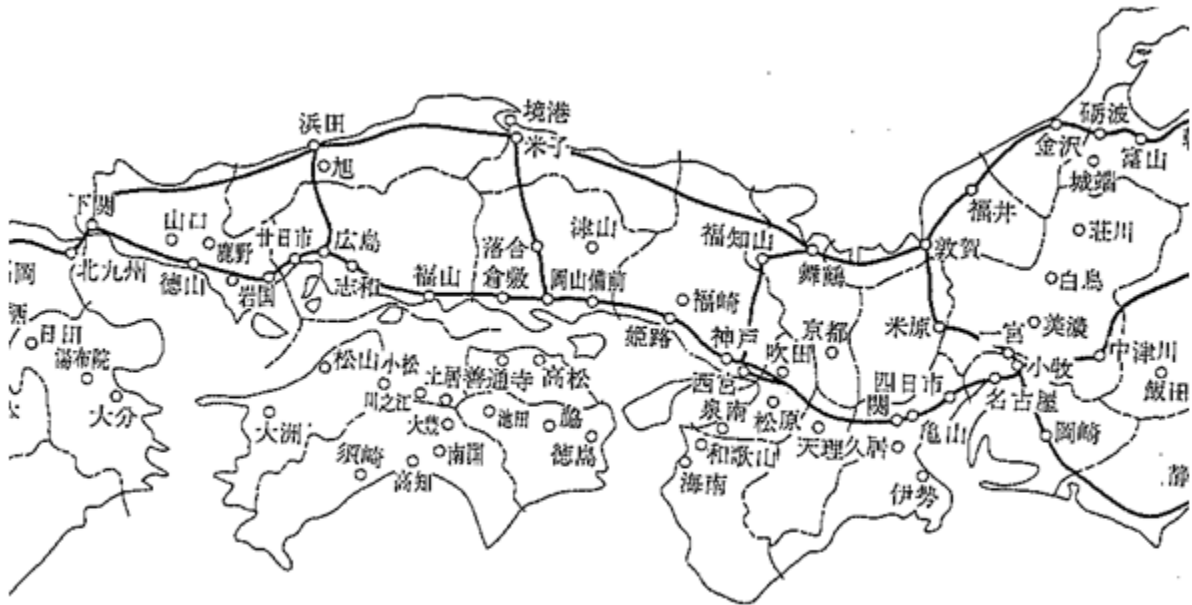 境港
浜田
米子
旭
砺波
金沢
富山
城端
福井
荘川
下関
山口
鹿野
廿日市
広島
津山
落合
福知山
舞鶴
敦賀
北九州
徳山
岩国
志和
福山
倉敷
岡山
備前
福崎
白鳥
姫路
神戸
京都
米原
一宮
美濃
日田
湯布院
松山
小松
土居
善通寺
高松
西宮
吹田
四日市
小牧
中津川
飯田
大分
川之江
大洲
大豊
池田
脇
泉南
松原
関
名古屋
須崎
南国
徳島
和歌山
天理
久居
亀山
岡崎
高知
海南
伊勢
静